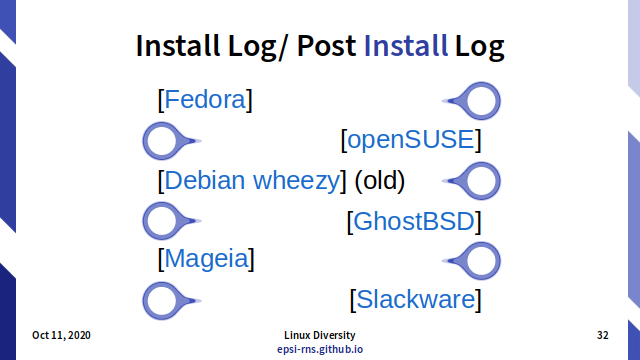 Install Log/ Post Install Log
[Fedora]
[openSUSE]
[Debian wheezy] (old)
[GhostBSD]
[Mageia]
[Slackware]
Oct 11, 2020
Linux Diversity
32
epsi-rns.github.io